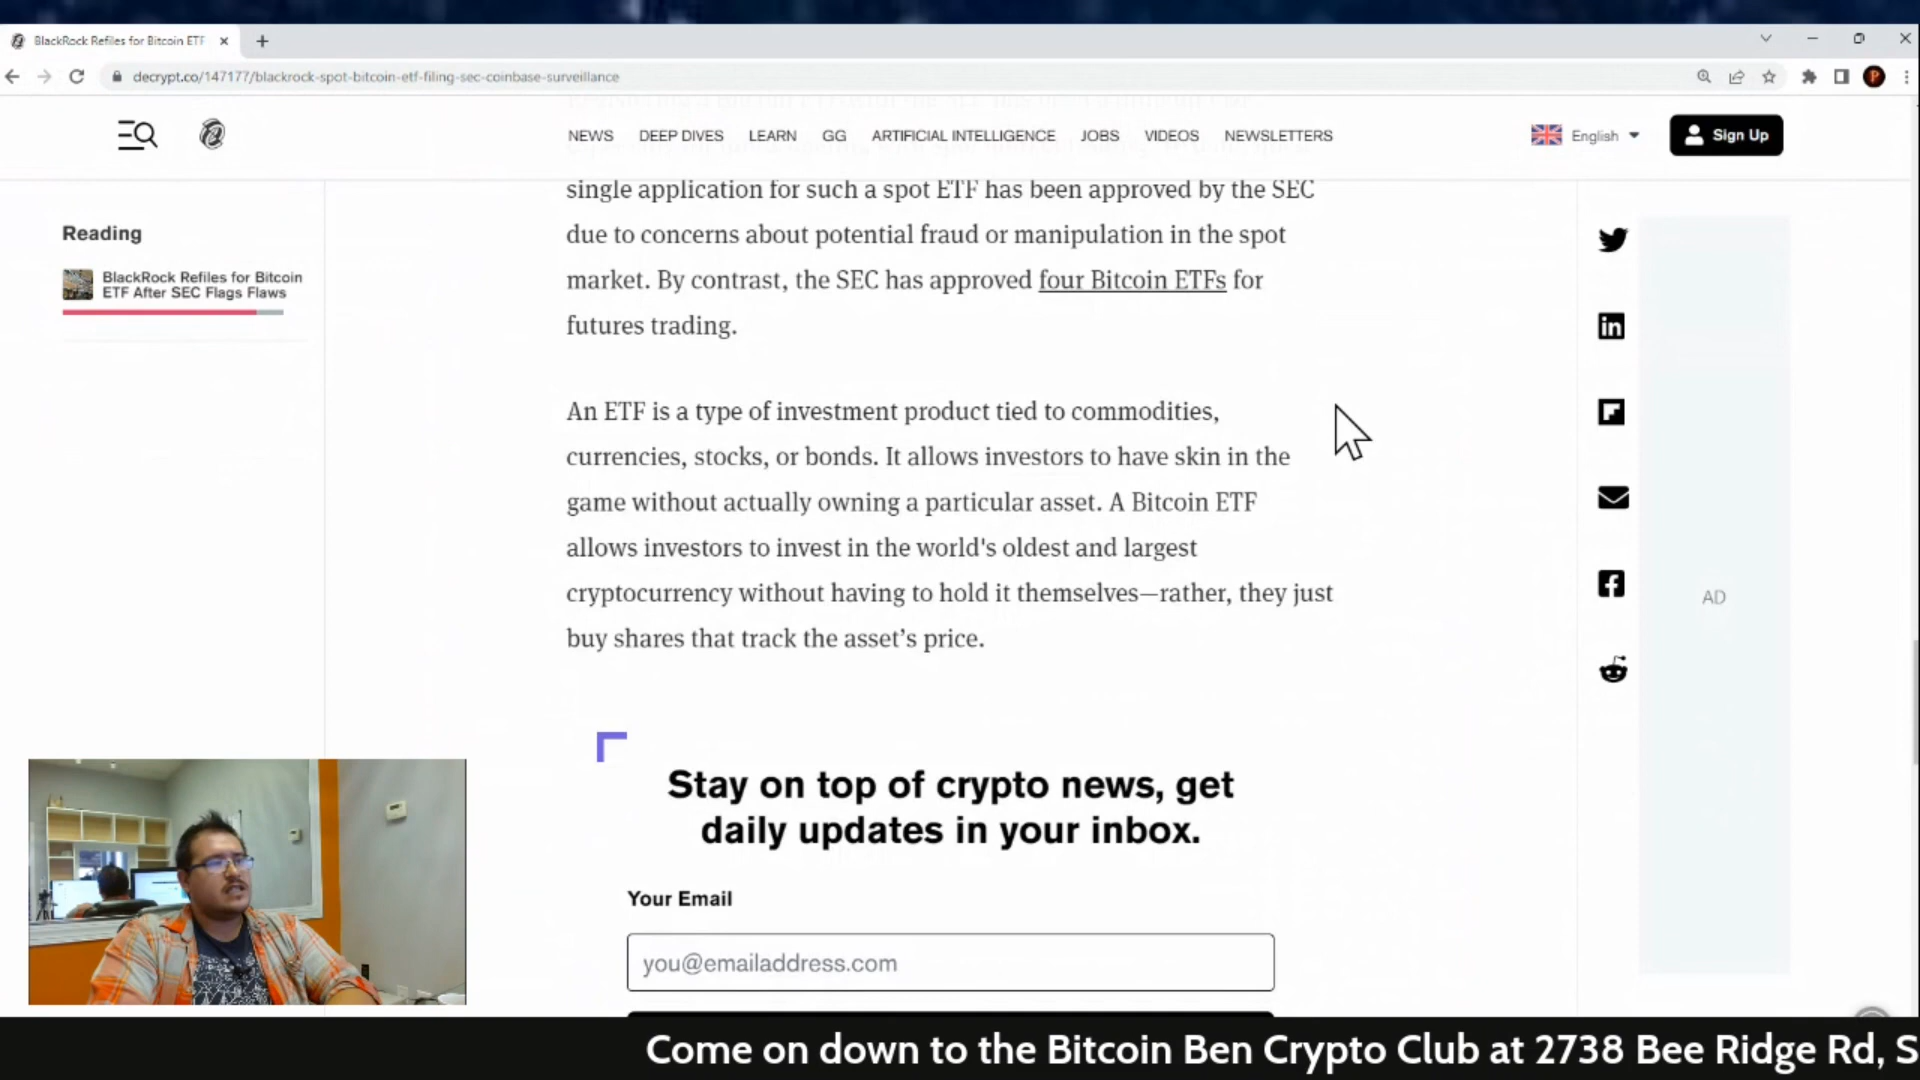 BlackRock Refiles for Bitcoin ETF
decrypt.co/147177/blackrock-spot-bitcoin-etf-filing-sec-coinbase-surveillance
P
NEWS DEEP DIVES LEARN GG ARTIFICIAL INTELLIGENCE JOBS VIDEOS NEWSLETTERS
English
Sign Up
Reading
BlackRock Refiles for Bitcoin
ETF After SEC Flags Flaws
single application for such a spot ETF has been approved by the SEC
due to concerns about potential fraud or manipulation in the spot
market. By contrast, the SEC has approved four Bitcoin ETFs for
futures trading.
An ETF is a type of investment product tied to commodities,
currencies, stocks, or bonds. It allows investors to have skin in the
game without actually owning a particular asset. A Bitcoin ETF
allows investors to invest in the world's oldest and largest
cryptocurrency without having to hold it themselves—rather, they just
buy shares that track the asset’s price.
AD
Stay on top of crypto news, get
daily updates in your inbox.
Your Email
you@emailaddress.com
Come on down to the Bitcoin Ben Crypto Club at 2738 Bee Ridge Rd, S